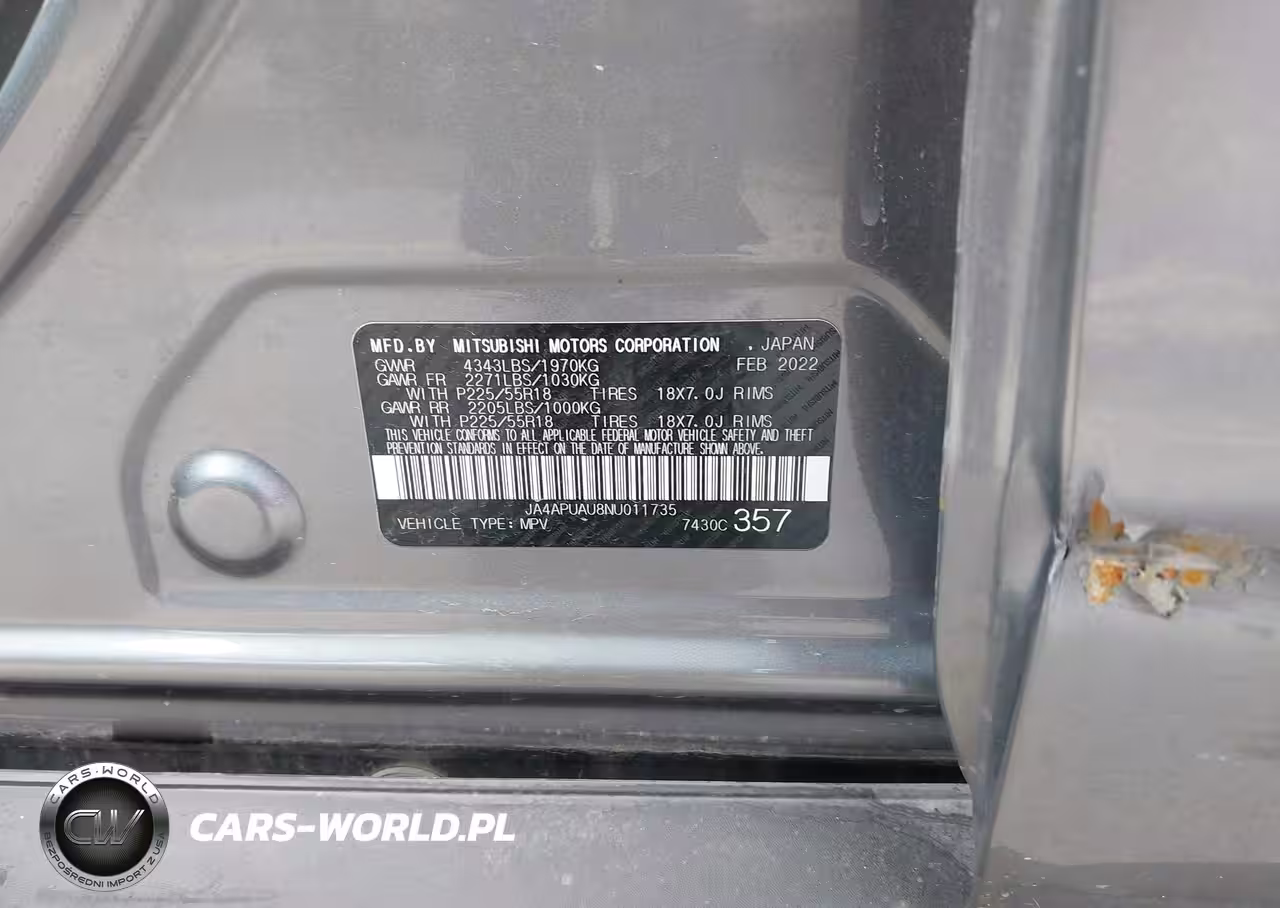 MFD.BY MITSUBISHI MOTORS CORPORATION . JAPAN
GVWR 4343LBS/1970KG FEB 2022
GAWR FR 2271LBS/1030KG
WITH P225/55R18 TIRES 18X7.0J RIMS
GAWR RR 2205LBS/1000KG
WITH P225/55R18 TIRES 18X7.0J RIMS
THIS VEHICLE CONFORMS TO ALL APPLICABLE FEDERAL MOTOR VEHICLE SAFETY AND THEFT
PREVENTION STANDARDS IN EFFECT ON THE DATE OF MANUFACTURE SHOWN ABOVE.
JA4APUAU8NU011735
VEHICLE TYPE: MPV 7430C 357
CARS-WORLD
CW
BEZPOŚREDNI IMPORT Z USA
CARS-WORLD.PL